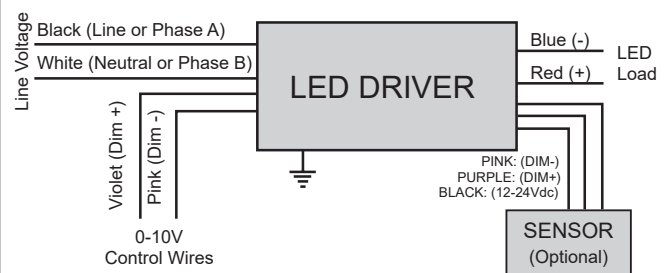 Line Voltage
Black (Line or Phase A)
White (Neutral or Phase B)
Violet (Dim +)
Pink (Dim -)
0-10V
Control Wires
LED DRIVER
Blue (-)
Red (+)
LED
Load
PINK: (DIM-)
PURPLE: (DIM+)
BLACK: (12-24Vdc)
SENSOR
(Optional)